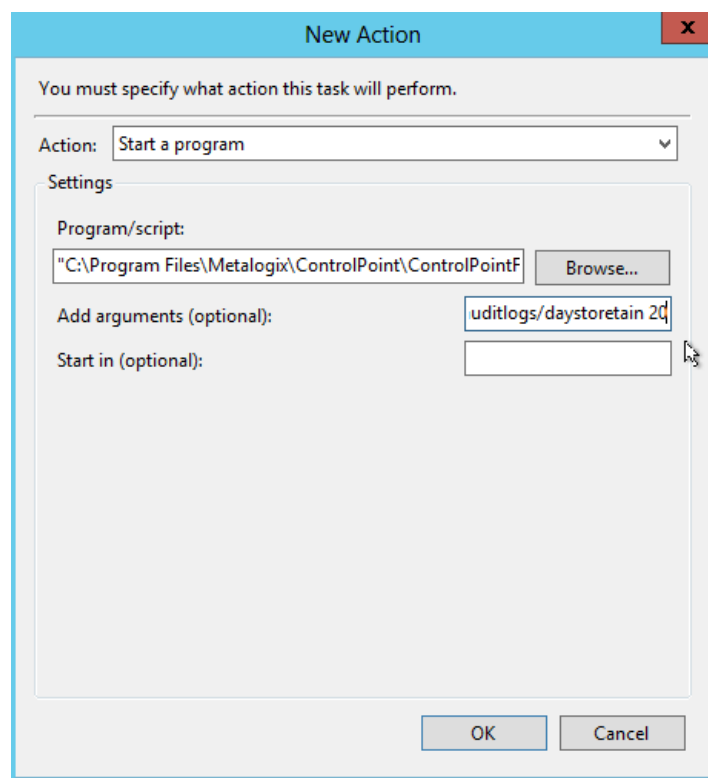 New Action
x
You must specify what action this task will perform.
Action: Start a program
Settings
Program/script:
"C:\Program Files\Metalogix\ControlPoint\ControlPointF Browse...
Add arguments (optional): uditlogs/daystoretain 20
Start in (optional):
OK Cancel